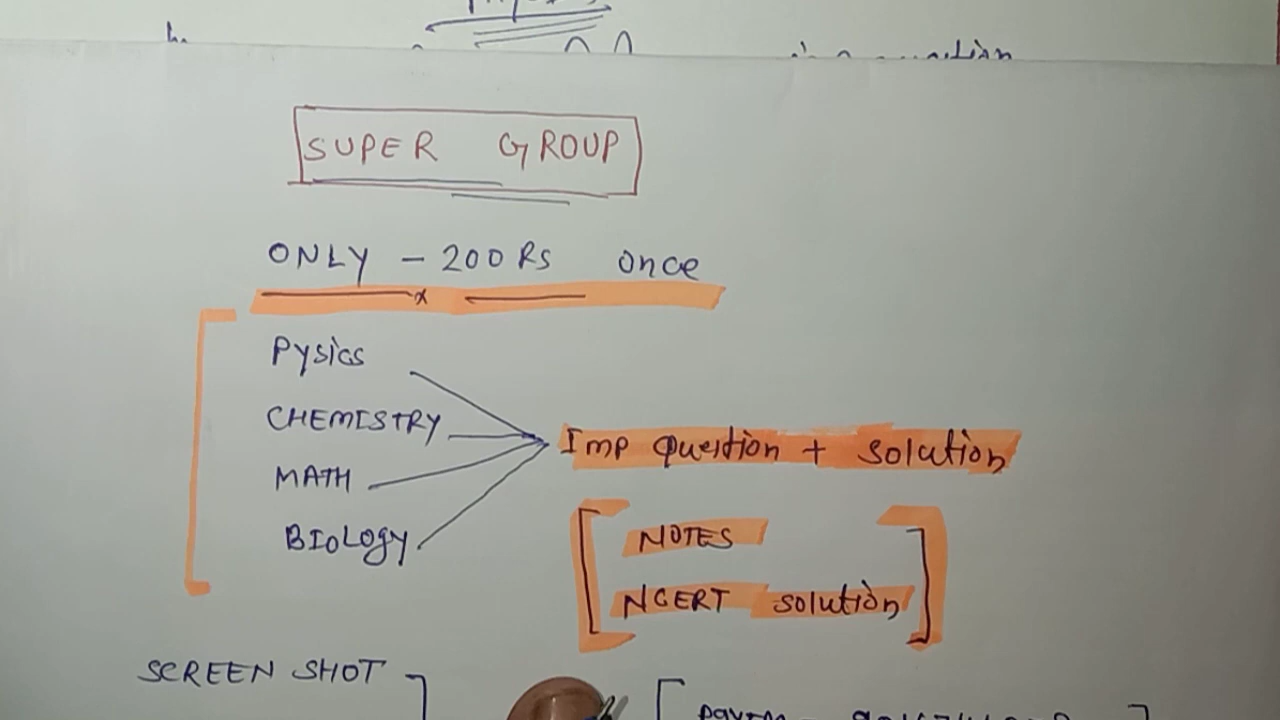 SUPER GROUP
ONLY - 200 Rs once
Pysics
CHEMISTRY
MATH
BIOLOgy
Imp question + solution
NOTES
NCERT solution
SCREEN SHOT